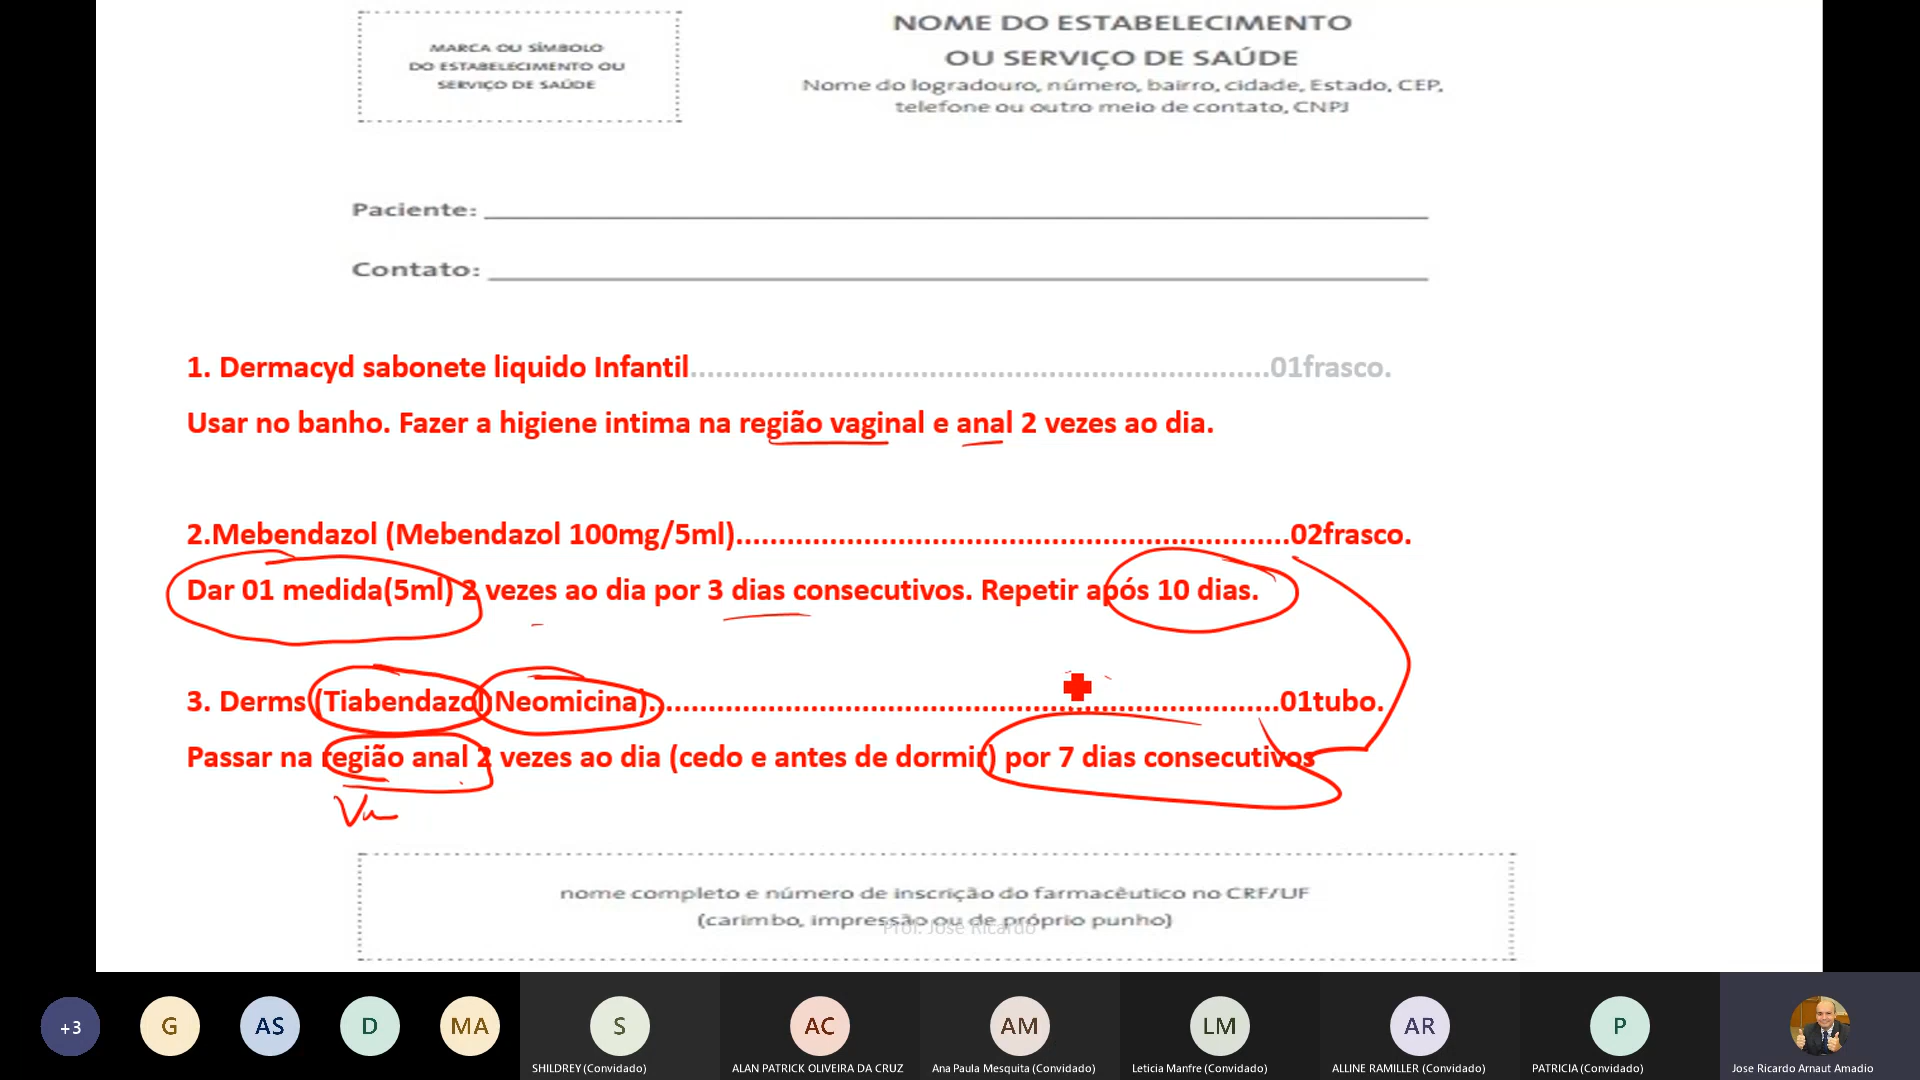 MARCA OU SÍMBOLO
DO ESTABELECIMENTO OU
SERVIÇO DE SAÚDE
NOME DO ESTABELECIMENTO
OU SERVIÇO DE SAÚDE
Nome do logradouro, número, bairro, cidade, Estado, CEP,
telefone ou outro meio de contato, CNPJ
Paciente:
Contato:
1. Dermacyd sabonete liquido Infantil......................................................................01frasco.
Usar no banho. Fazer a higiene intima na região vaginal e anal 2 vezes ao dia.
2.Mebendazol (Mebendazol 100mg/5ml)...................................................................02frasco.
Dar 01 medida(5ml) 2 vezes ao dia por 3 dias consecutivos. Repetir após 10 dias.
3. Derms (Tiabendazol Neomicina)...........................................................................01tubo.
Passar na região anal 2 vezes ao dia (cedo e antes de dormir) por 7 dias consecutivos
nome completo e número de inscrição do farmacêutico no CRF/UF
(carimbo, impressão ou de próprio punho)
Prof. José Ricardo
+3 G AS D MA S AC AM LM AR P
SHILDREY (Convidado) ALAN PATRICK OLIVEIRA DA CRUZ Ana Paula Mesquita (Convidado) Leticia Manfre (Convidado) ALLINE RAMILLER (Convidado) PATRICIA (Convidado) Jose Ricardo Arnaut Amadio